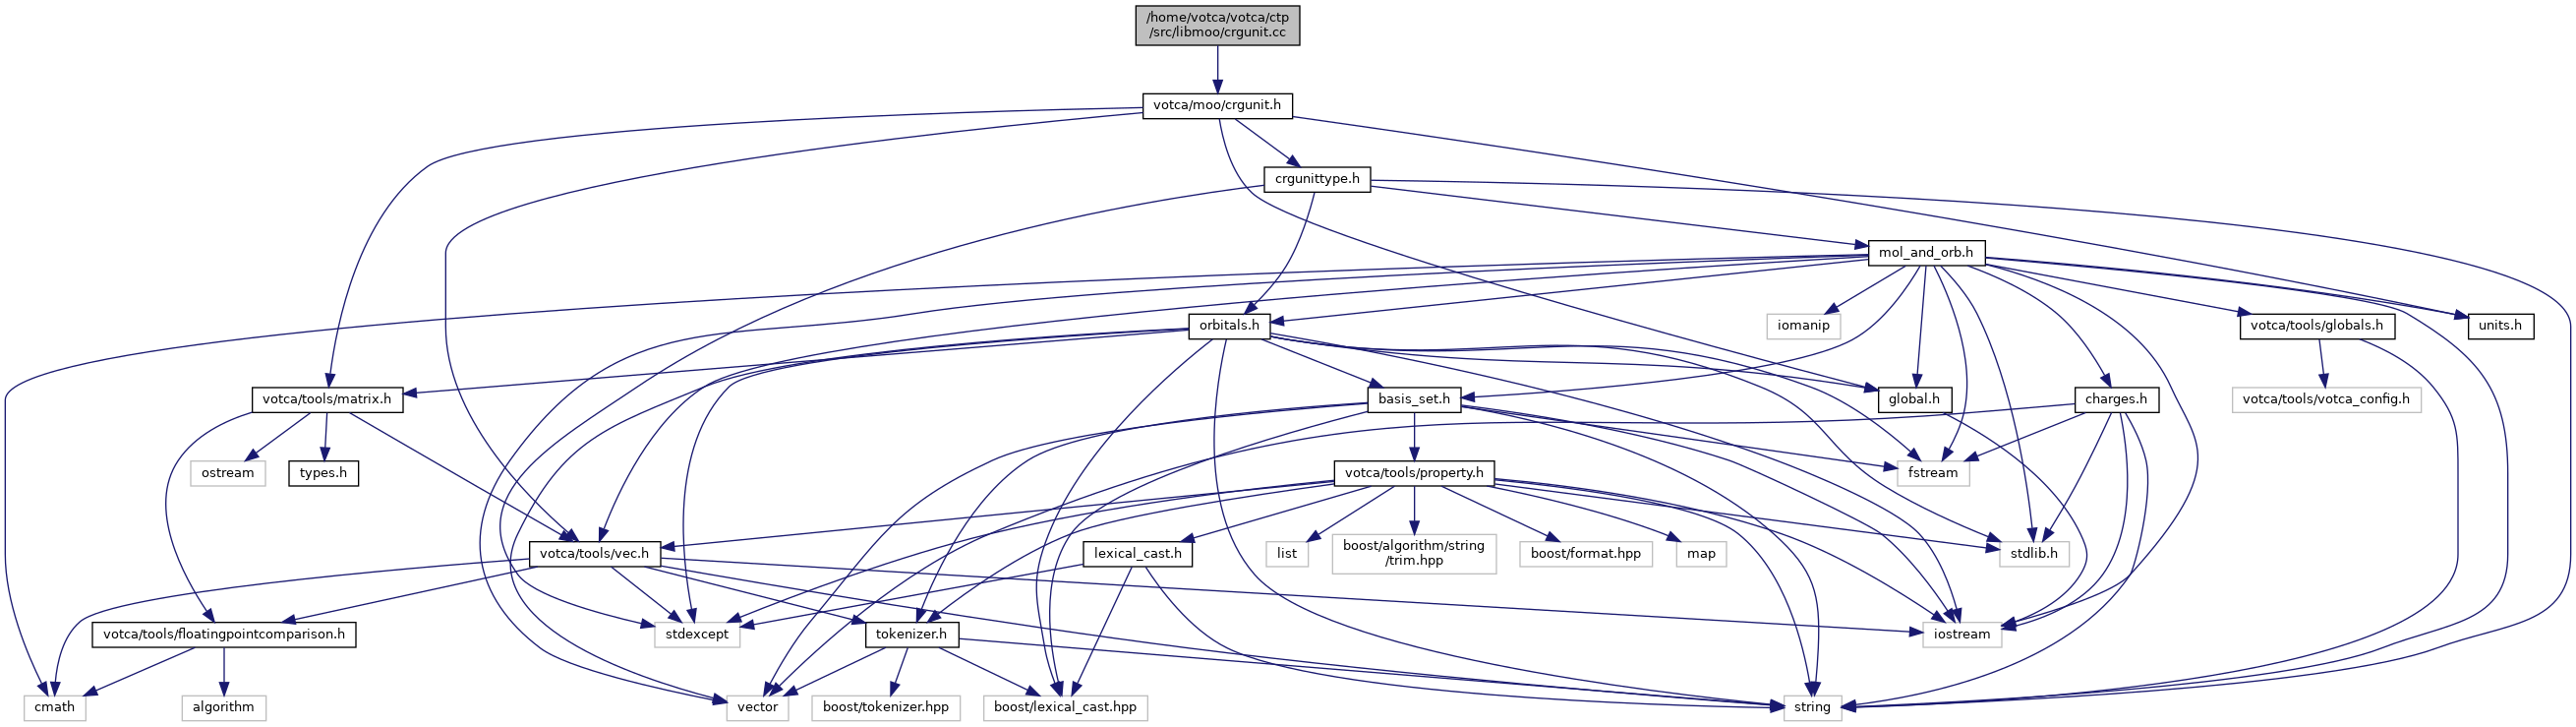 /home/votca/votca/ctp
/src/libmoo/crgunit.cc
votca/moo/crgunit.h
crgunittype.h
mol_and_orb.h
iomanip
orbitals.h
votca/tools/globals.h
units.h
votca/tools/matrix.h
basis_set.h
global.h
charges.h
votca/tools/votca_config.h
ostream
types.h
votca/tools/property.h
fstream
votca/tools/vec.h
lexical_cast.h
list
boost/algorithm/string
/trim.hpp
boost/format.hpp
map
stdlib.h
votca/tools/floatingpointcomparison.h
stdexcept
tokenizer.h
iostream
cmath
algorithm
vector
boost/tokenizer.hpp
boost/lexical_cast.hpp
string